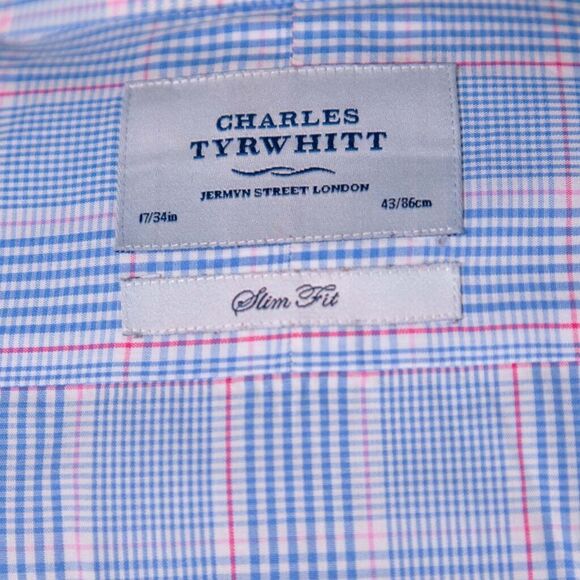 CHARLES
TYRWHITT
JERMYN STREET LONDON
17/34in 43/86cm
Slim Fit